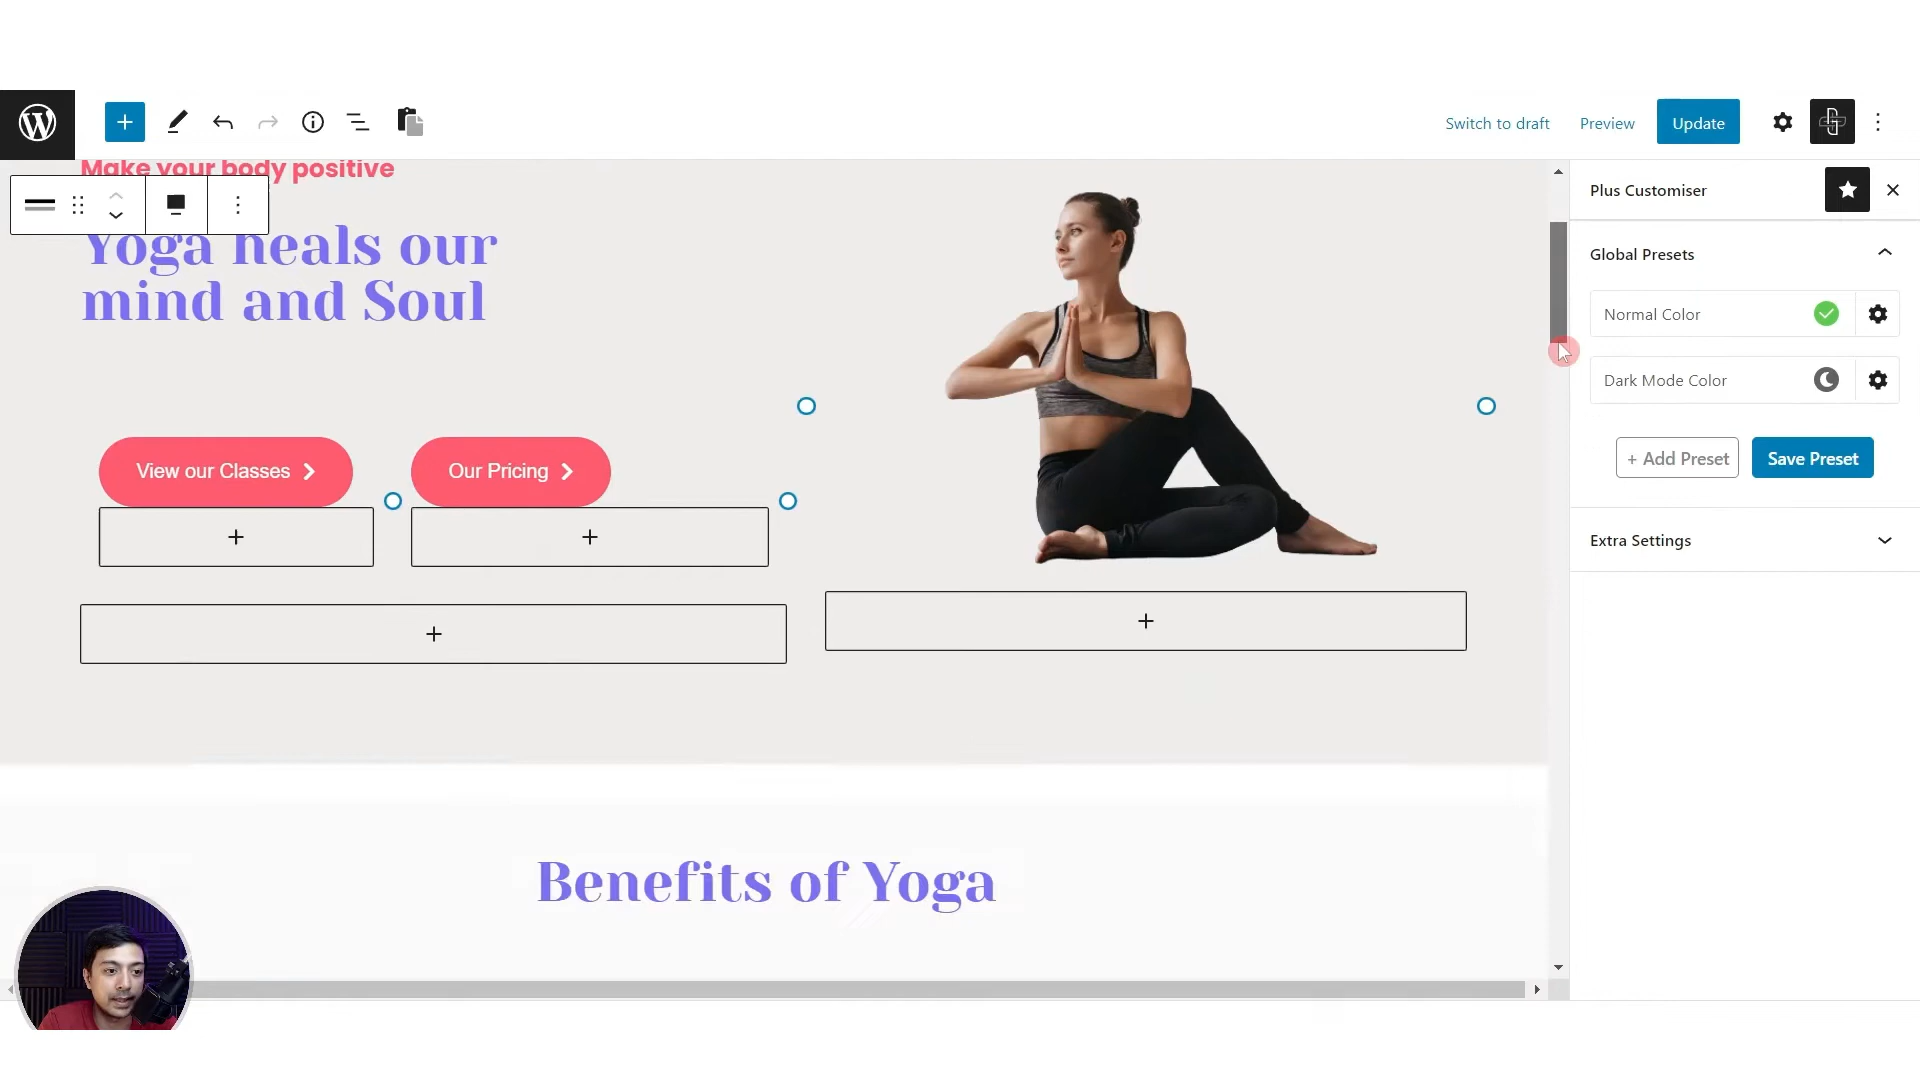 Switch to draft
Preview
Update
Make your body positive
Yoga heals our
mind and Soul
View our Classes
Our Pricing
Benefits of Yoga
Plus Customiser
Global Presets
Normal Color
Dark Mode Color
+ Add Preset
Save Preset
Extra Settings